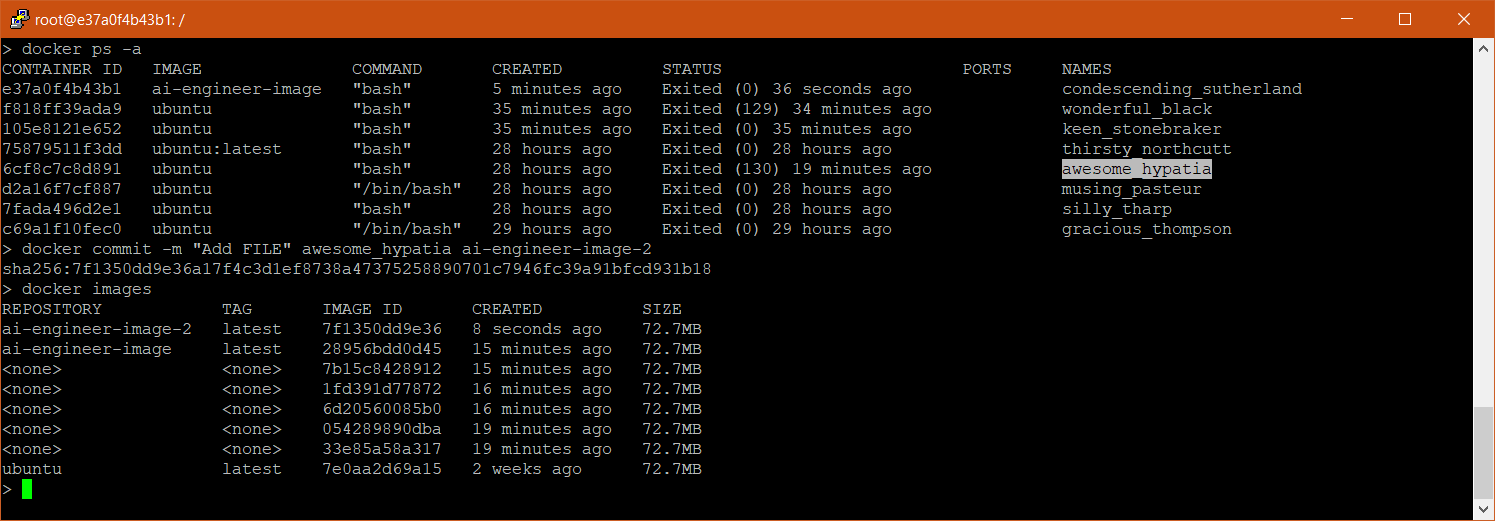 root@e37a0f4b43b1: /
> docker ps -a
CONTAINER ID   IMAGE               COMMAND       CREATED          STATUS                        PORTS     NAMES
e37a0f4b43b1   ai-engineer-image   "bash"        5 minutes ago    Exited (0) 36 seconds ago               condescending_sutherland
f818ff39ada9   ubuntu              "bash"        35 minutes ago   Exited (129) 34 minutes ago             wonderful_black
105e8121e652   ubuntu              "bash"        35 minutes ago   Exited (0) 35 minutes ago               keen_stonebraker
75879511f3dd   ubuntu:latest       "bash"        28 hours ago     Exited (0) 28 hours ago                 thirsty_northcutt
6cf8c7c8d891   ubuntu              "bash"        28 hours ago     Exited (130) 19 minutes ago             awesome_hypatia
d2a16f7cf887   ubuntu              "/bin/bash"   28 hours ago     Exited (0) 28 hours ago                 musing_pasteur
7fada496d2e1   ubuntu              "bash"        28 hours ago     Exited (0) 28 hours ago                 silly_tharp
c69a1f10fec0   ubuntu              "/bin/bash"   29 hours ago     Exited (0) 29 hours ago                 gracious_thompson
> docker commit -m "Add FILE" awesome_hypatia ai-engineer-image-2
sha256:7f1350dd9e36a17f4c3d1ef8738a47375258890701c7946fc39a91bfcd931b18
> docker images
REPOSITORY            TAG       IMAGE ID       CREATED          SIZE
ai-engineer-image-2   latest    7f1350dd9e36   8 seconds ago    72.7MB
ai-engineer-image     latest    28956bdd0d45   15 minutes ago   72.7MB
<none>                <none>    7b15c8428912   15 minutes ago   72.7MB
<none>                <none>    1fd391d77872   16 minutes ago   72.7MB
<none>                <none>    6d20560085b0   16 minutes ago   72.7MB
<none>                <none>    054289890dba   19 minutes ago   72.7MB
<none>                <none>    33e85a58a317   19 minutes ago   72.7MB
ubuntu                latest    7e0aa2d69a15   2 weeks ago      72.7MB
>